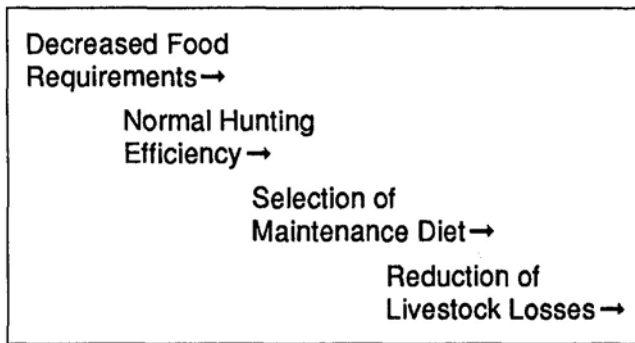 Decreased Food
Requirements→
Normal Hunting
Efficiency→
Selection of
Maintenance Diet→
Reduction of
Livestock Losses→